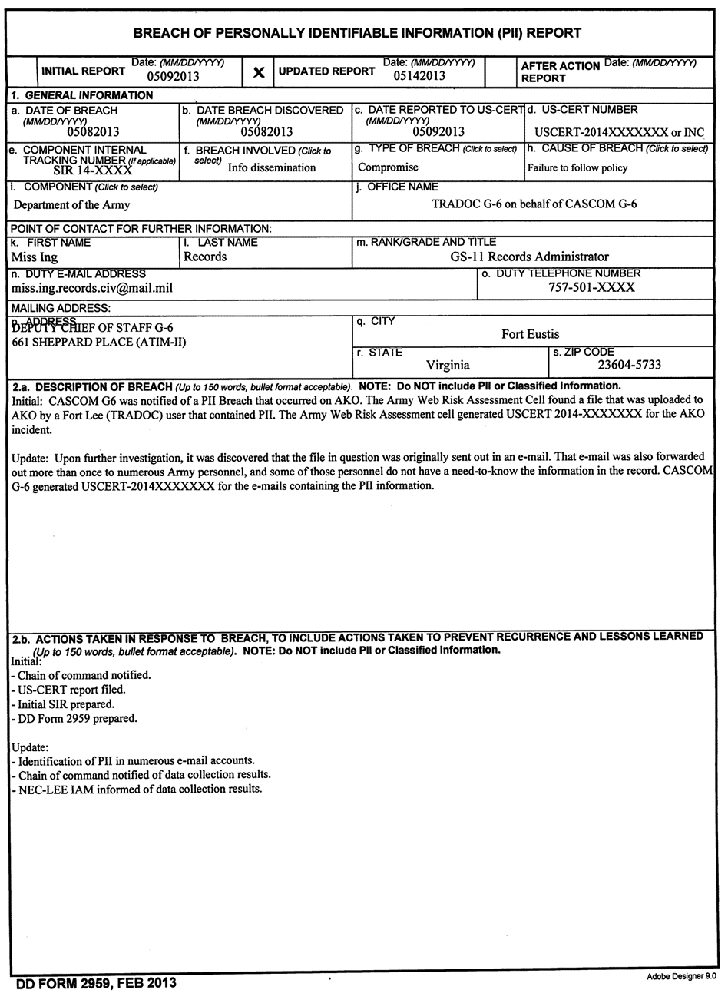 BREACH OF PERSONALLY IDENTIFIABLE INFORMATION (PII) REPORT
INITIAL REPORT Date: (MM/DD/YYYY) 05092013
X UPDATED REPORT Date: (MM/DD/YYYY) 05142013
AFTER ACTION REPORT Date: (MM/DD/YYYY)
1. GENERAL INFORMATION
a. DATE OF BREACH
(MM/DD/YYYY)
05082013
b. DATE BREACH DISCOVERED
(MM/DD/YYYY)
05082013
c. DATE REPORTED TO US-CERT
(MM/DD/YYYY)
05092013
d. US-CERT NUMBER
USCERT-2014XXXXXXX or INC
e. COMPONENT INTERNAL
TRACKING NUMBER (If applicable)
SIR 14-XXXX
f. BREACH INVOLVED (Click to
select) Info dissemination
g. TYPE OF BREACH (Click to select)
Compromise
h. CAUSE OF BREACH (Click to select)
Failure to follow policy
i. COMPONENT (Click to select)
Department of the Army
j. OFFICE NAME
TRADOC G-6 on behalf of CASCOM G-6
POINT OF CONTACT FOR FURTHER INFORMATION:
k. FIRST NAME
Miss Ing
l. LAST NAME
Records
m. RANK/GRADE AND TITLE
GS-11 Records Administrator
n. DUTY E-MAIL ADDRESS
miss.ing.records.civ@mail.mil
o. DUTY TELEPHONE NUMBER
757-501-XXXX
MAILING ADDRESS:
p. ADDRESS
DEPUTY CHIEF OF STAFF G-6
661 SHEPPARD PLACE (ATIM-II)
q. CITY
Fort Eustis
r. STATE
Virginia
s. ZIP CODE
23604-5733
2.a. DESCRIPTION OF BREACH (Up to 150 words, bullet format acceptable). NOTE: Do NOT include PII or Classified Information.
Initial: CASCOM G6 was notified of a PII Breach that occurred on AKO. The Army Web Risk Assessment Cell found a file that was uploaded to
AKO by a Fort Lee (TRADOC) user that contained PII. The Army Web Risk Assessment cell generated USCERT 2014-XXXXXXX for the AKO
incident.
Update: Upon further investigation, it was discovered that the file in question was originally sent out in an e-mail. That e-mail was also forwarded
out more than once to numerous Army personnel, and some of those personnel do not have a need-to-know the information in the record. CASCOM
G-6 generated USCERT-2014XXXXXXX for the e-mails containing the PII information.
2.b. ACTIONS TAKEN IN RESPONSE TO BREACH, TO INCLUDE ACTIONS TAKEN TO PREVENT RECURRENCE AND LESSONS LEARNED
(Up to 150 words, bullet format acceptable). NOTE: Do NOT include PII or Classified Information.
Initial:
- Chain of command notified.
- US-CERT report filed.
- Initial SIR prepared.
- DD Form 2959 prepared.
Update:
- Identification of PII in numerous e-mail accounts.
- Chain of command notified of data collection results.
- NEC-LEE IAM informed of data collection results.
DD FORM 2959, FEB 2013
Adobe Designer 9.0